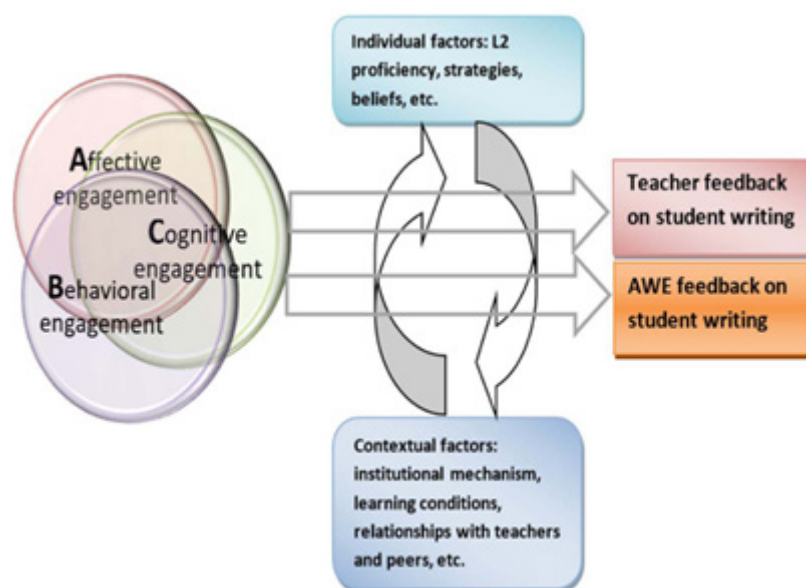 Individual factors: L2
proficiency, strategies,
beliefs, etc.
Affective
engagement
Cognitive
engagement
Behavioral
engagement
Teacher feedback
on student writing
AWE feedback on
student writing
Contextual factors:
institutional mechanism,
learning conditions,
relationships with teachers
and peers, etc.